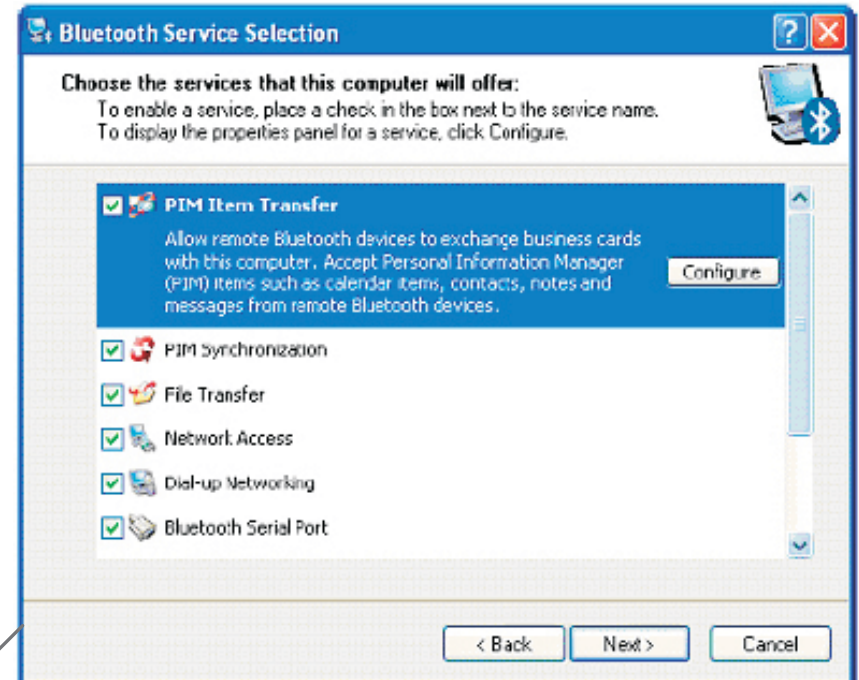 Bluetooth Service Selection
Choose the services that this computer will offer:
To enable a service, place a check in the box next to the service name.
To display the properties panel for a service, click Configure.
PIM Item Transfer
Allow remote Bluetooth devices to exchange business cards
with this computer. Accept Personal Information Manager
(PIM) items such as calendar items, contacts, notes and
messages from remote Bluetooth devices.
Configure
PIM Synchronization
File Transfer
Network Access
Dial-up Networking
Bluetooth Serial Port
< Back
Next >
Cancel